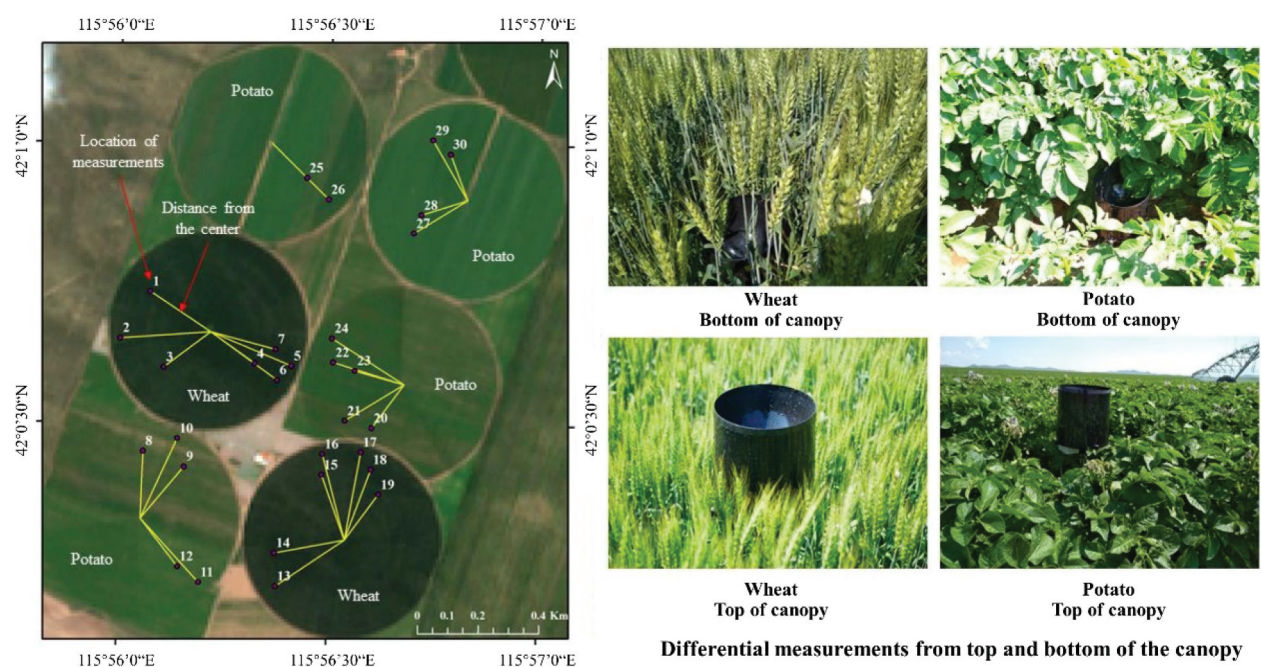 115°56’0“E
115°56’30“E
115°57’0“E
N
Potato
42°1’0“N
42°1’0“N
Location of
measurements
29
30
25
26
Distance from
the center
28
27
Potato
1
2
3
7
4
5
6
Wheat
24
22
23
Potato
21
20
42°0’30“N
42°0’30“N
10
8
9
16
17
15
18
19
14
12
11
Potato
13
Wheat
0 0.1 0.2 0.4 Km
115°56’0“E
115°56’30“E
115°57’0“E
Wheat
Bottom of canopy
Potato
Bottom of canopy
Wheat
Top of canopy
Potato
Top of canopy
Differential measurements from top and bottom of the canopy